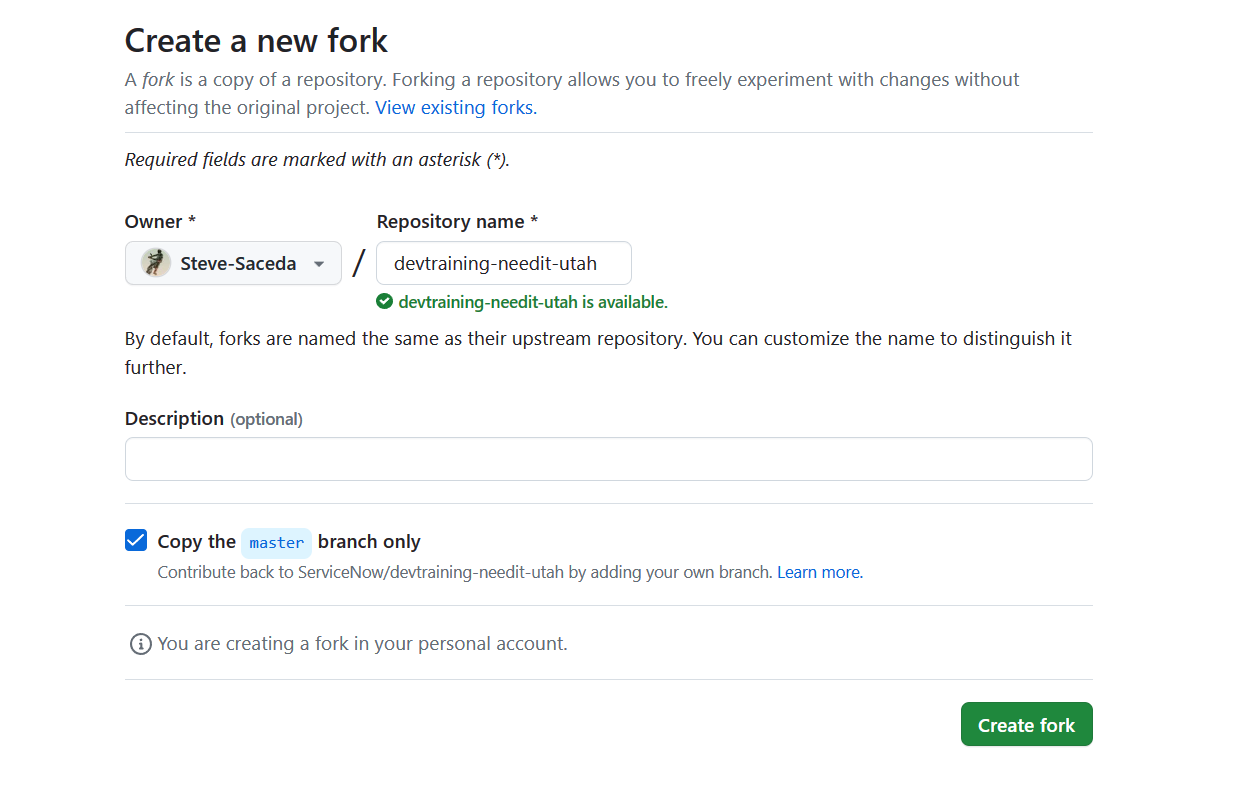 Create a new fork
A fork is a copy of a repository. Forking a repository allows you to freely experiment with changes without
affecting the original project. View existing forks.
Required fields are marked with an asterisk (*).
Owner *
Repository name *
Steve-Saceda
/
devtraining-needit-utah
devtraining-needit-utah is available.
By default, forks are named the same as their upstream repository. You can customize the name to distinguish it
further.
Description (optional)
Copy the master branch only
Contribute back to ServiceNow/devtraining-needit-utah by adding your own branch. Learn more.
You are creating a fork in your personal account.
Create fork